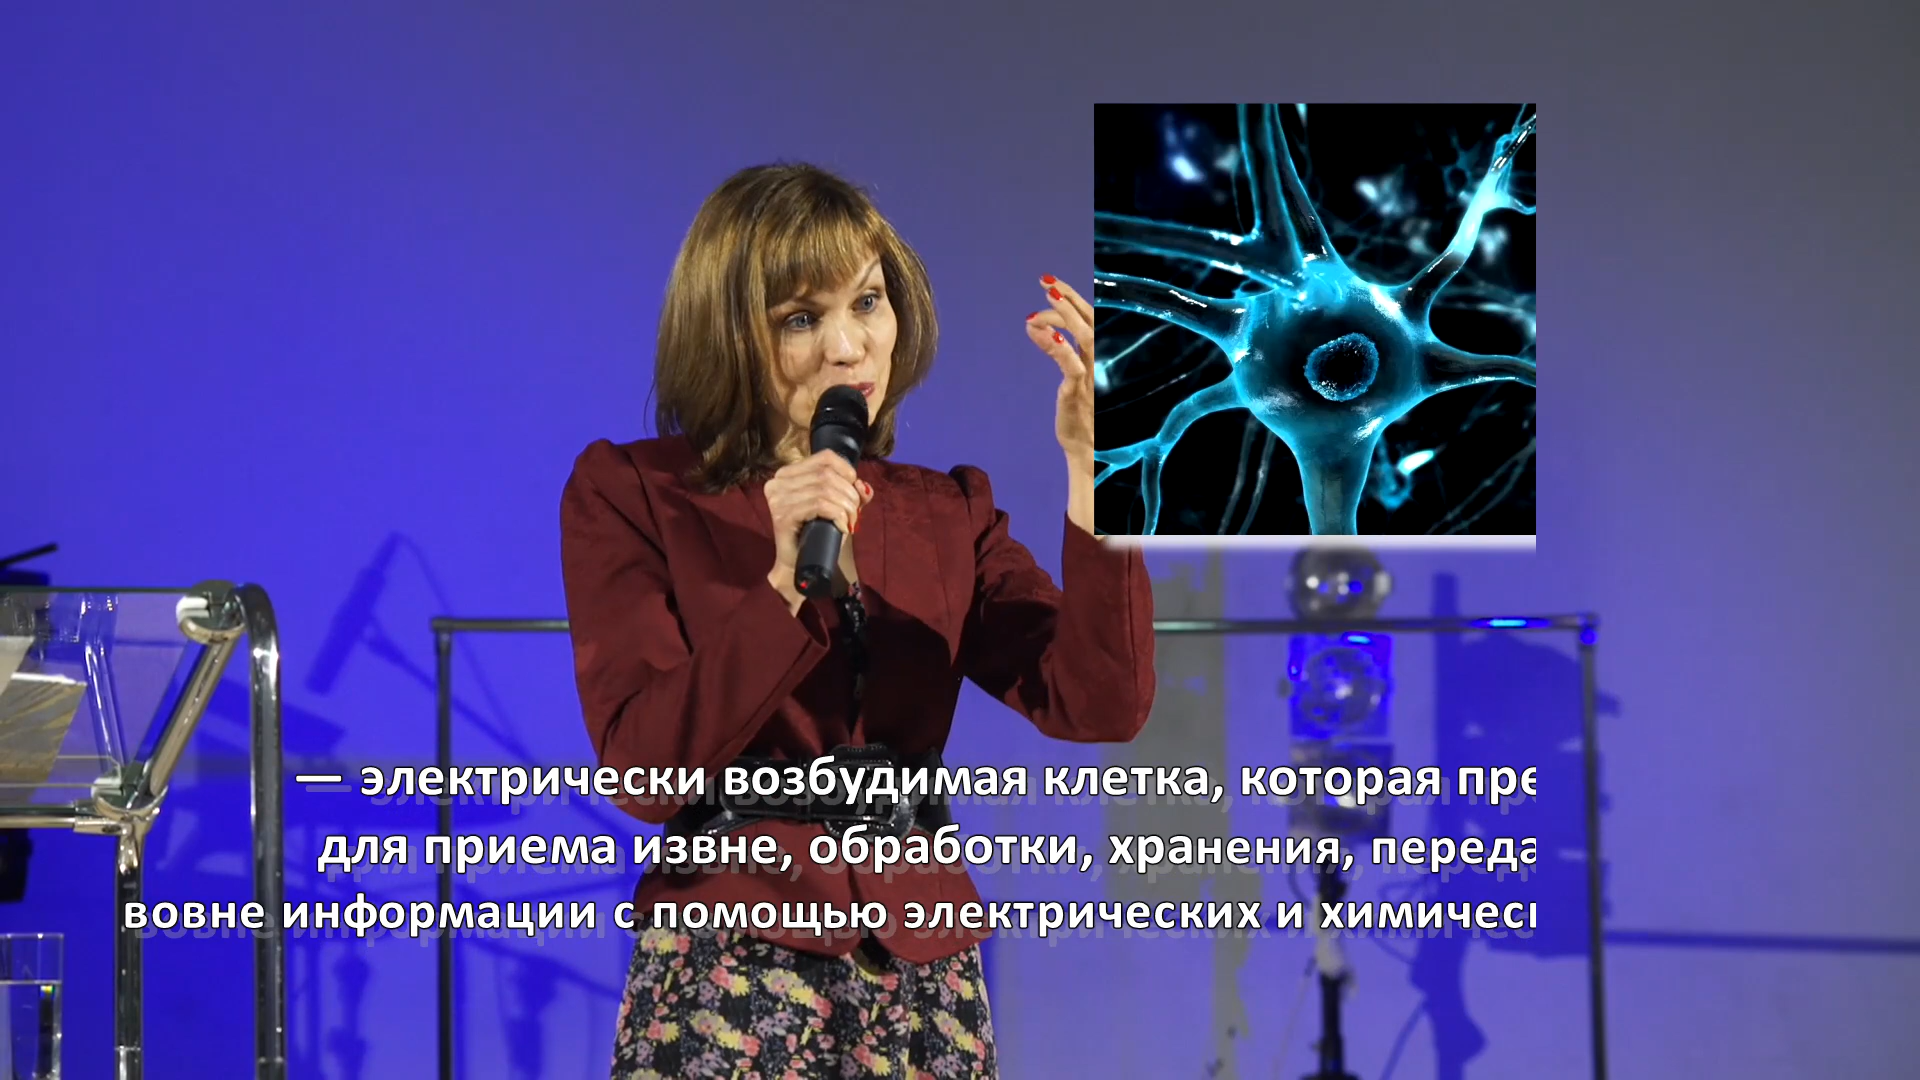 — электрически возбудимая клетка, которая пре
для приема извне, обработки, хранения, переда
вовне информации с помощью электрических и химичес